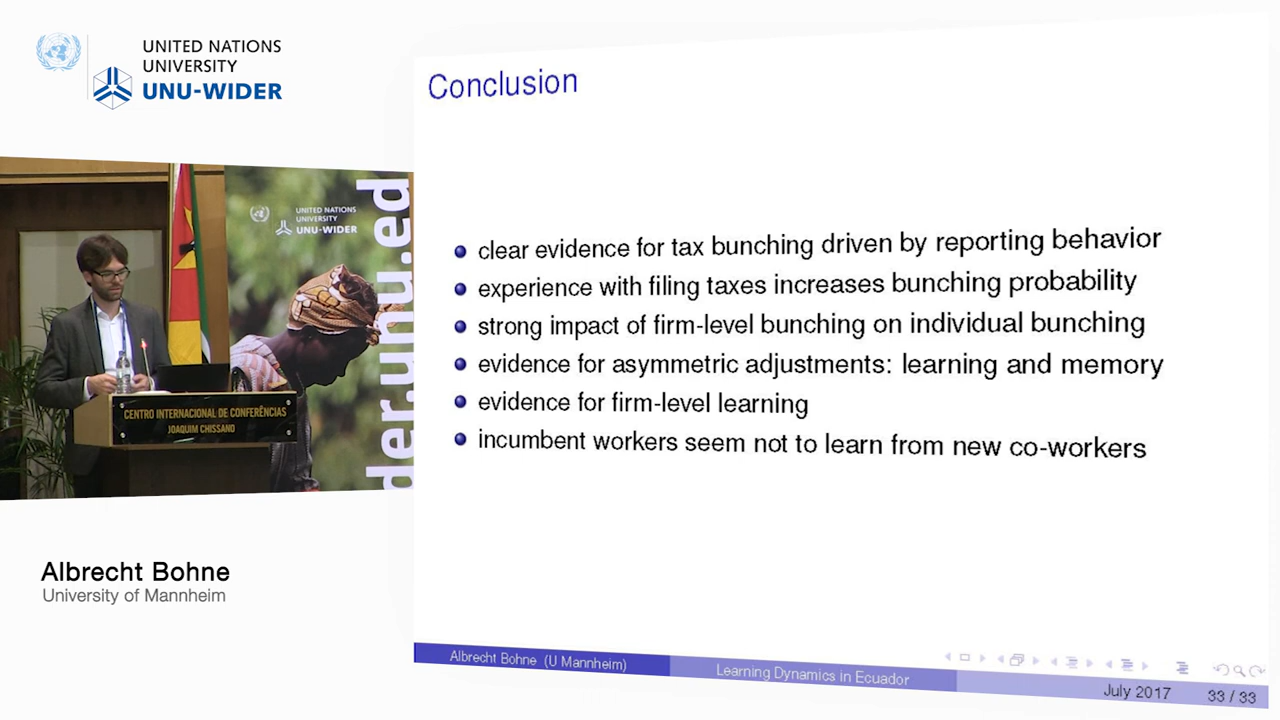 UNITED NATIONS
UNIVERSITY
UNU-WIDER
UNITED NATIONS
UNIVERSITY
UNU-WIDER
der.unu.ed
CENTRO INTERNACIONAL DE CONFERÊNCIAS
JOAQUIM CHISSANO
Albrecht Bohne
University of Mannheim
Conclusion
clear evidence for tax bunching driven by reporting behavior
experience with filing taxes increases bunching probability
strong impact of firm-level bunching on individual bunching
evidence for asymmetric adjustments: learning and memory
evidence for firm-level learning
incumbent workers seem not to learn from new co-workers
Albrecht Bohne (U Mannheim)
Learning Dynamics in Ecuador
July 2017
33 / 33